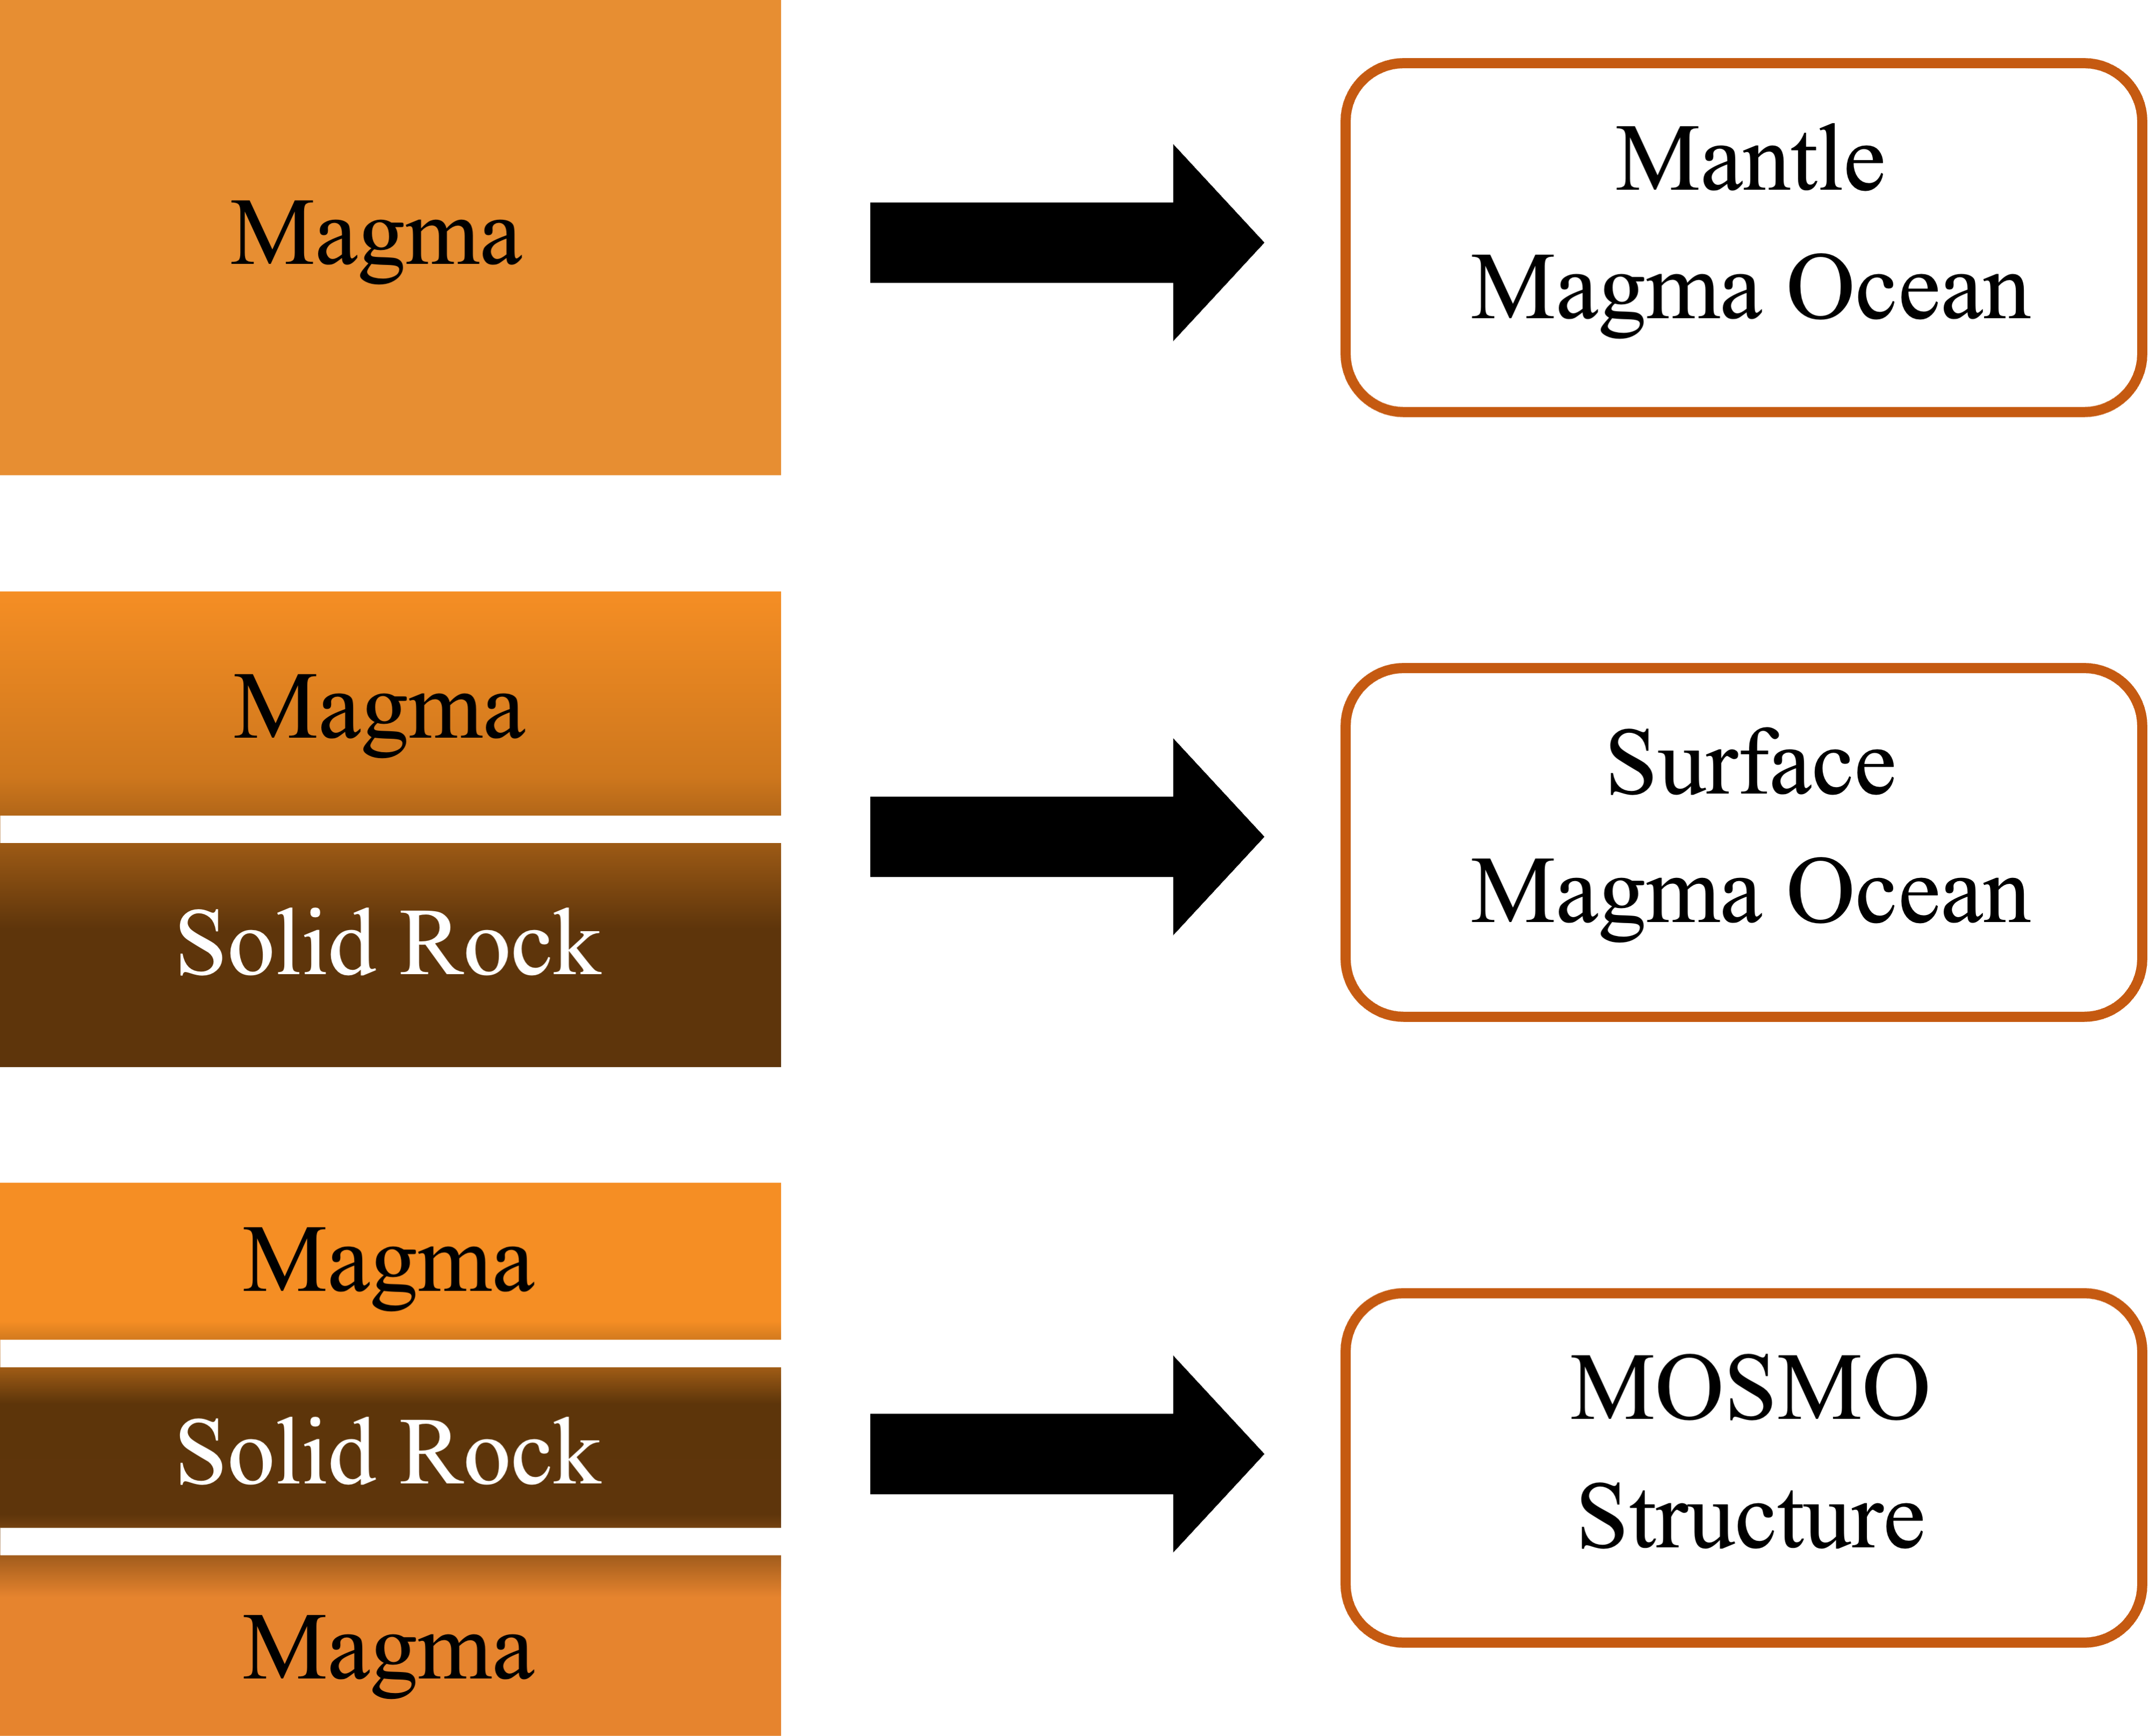 Magma
Mantle
Magma Ocean
Magma
Solid Rock
Surface
Magma Ocean
Magma
Solid Rock
Magma
MOSMO
Structure